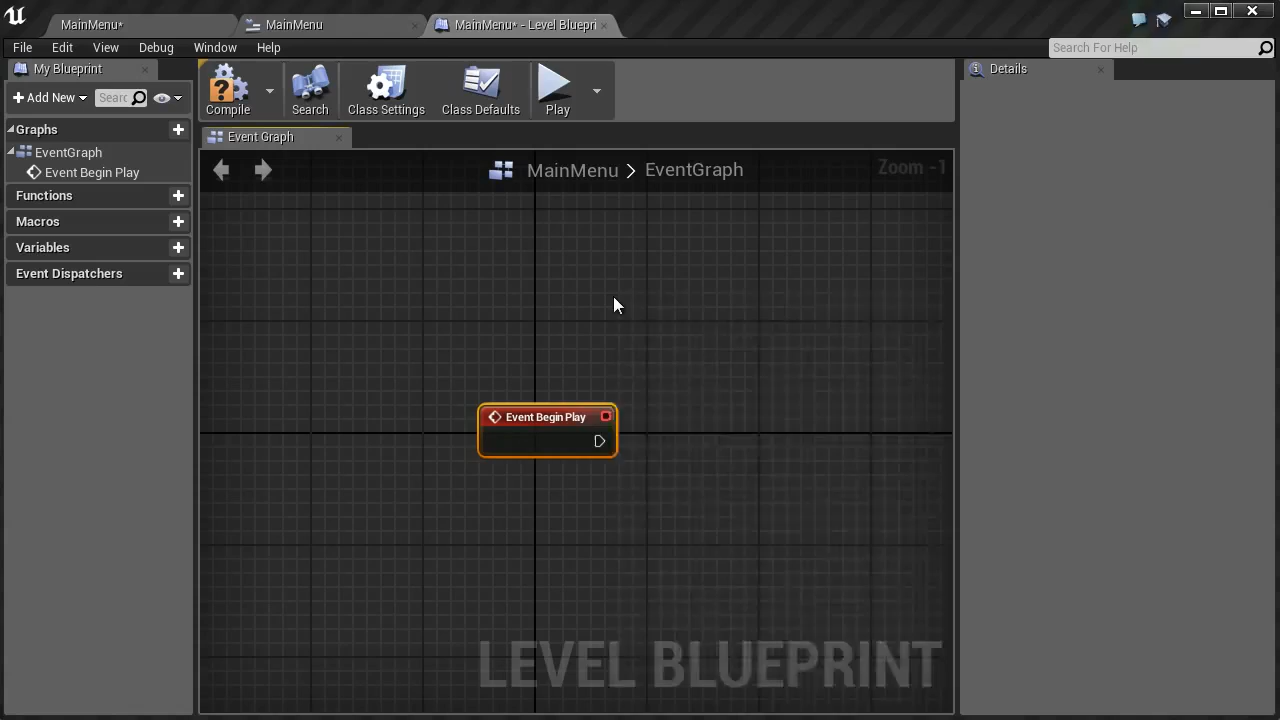 MainMenu*
MainMenu
MainMenu* - Level Bluepri
File Edit View Debug Window Help
Search For Help
My Blueprint
Details
Add New
Searc
Compile
Search
Class Settings
Class Defaults
Play
Graphs
EventGraph
Event Begin Play
Functions
Macros
Variables
Event Dispatchers
Event Graph
MainMenu > EventGraph
Zoom -1
Event Begin Play
LEVEL BLUEPRINT